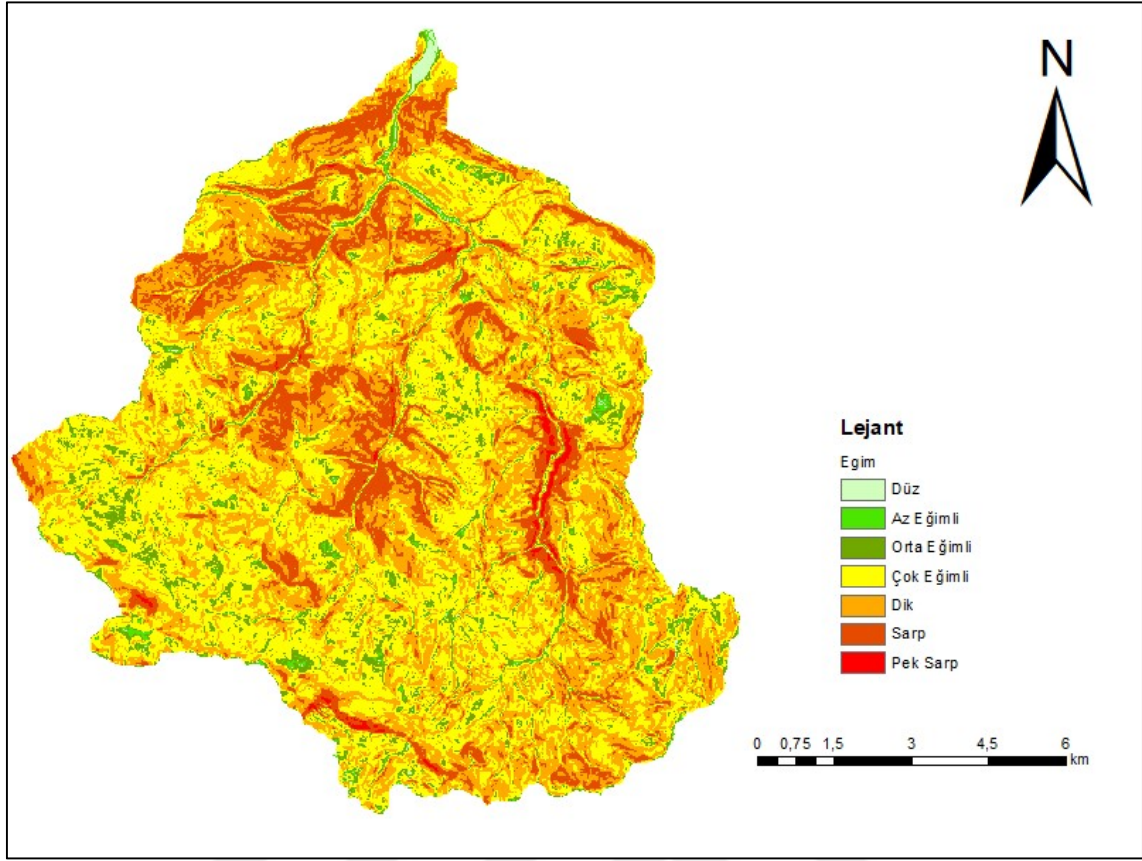 N
Lejant
Egim
Düz
Az Eğimli
Orta Eğimli
Çok Eğimli
Dik
Sarp
Pek Sarp
0 0,75 1,5 3 4,5 6
km